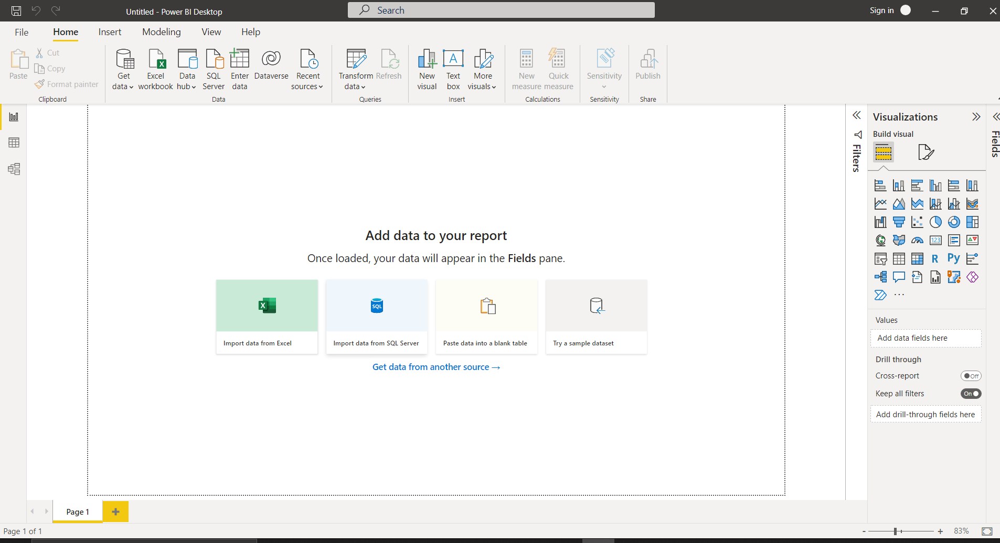 Untitled - Power BI Desktop
Search
Sign in
File
Home
Insert
Modeling
View
Help
Paste
Cut
Copy
Format painter
Clipboard
Get
data
Excel
workbook
Data
hub
SQL
Server
Enter
data
Dataverse
Recent
sources
Data
Transform
data
Refresh
Queries
New
visual
Text
box
More
visuals
Insert
New
measure
Quick
measure
Calculations
Sensitivity
Sensitivity
Publish
Share
Add data to your report
Once loaded, your data will appear in the Fields pane.
X
SQL
Import data from Excel
Import data from SQL Server
Paste data into a blank table
Try a sample dataset
Get data from another source →
Filters
Visualizations
Build visual
123
R
Py
...
Values
Add data fields here
Drill through
Cross-report
Off
Keep all filters
On
Add drill-through fields here
Fields
Page 1
Page 1 of 1
- +
83%